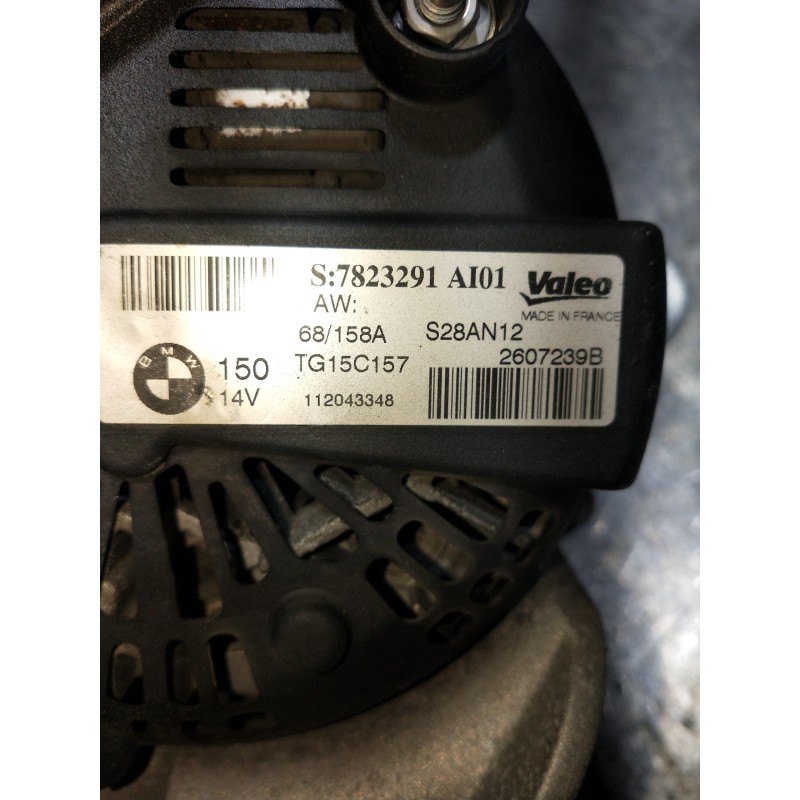 S:7823291 AI01
Valeo
AW:
MADE IN FRANCE
68/158A S28AN12
BMW
150 TG15C157 2607239B
14V 112043348